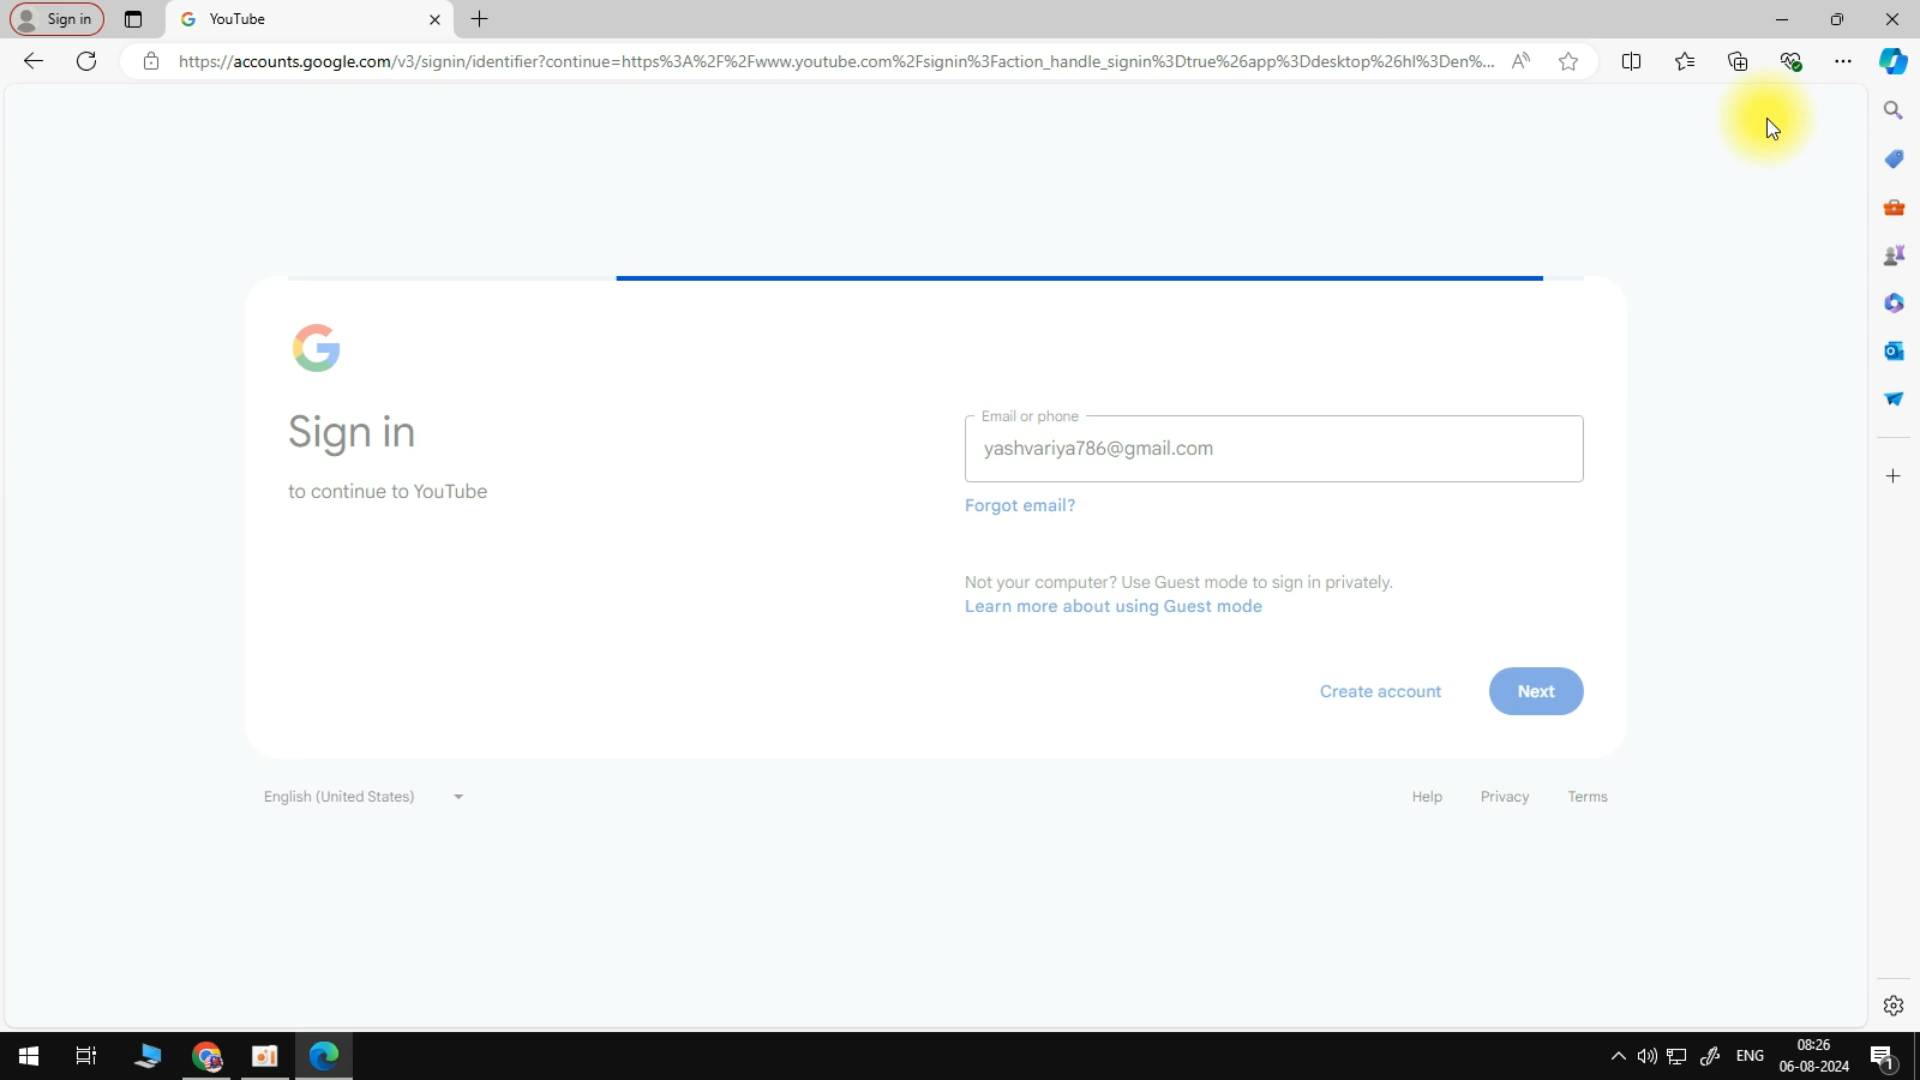 Sign in
YouTube
https://accounts.google.com/v3/signin/identifier?continue=https%3A%2F%2Fwww.youtube.com%2Fsignin%3Faction_handle_signin%3Dtrue%26app%3Ddesktop%26hl%3Den%...
Sign in
to continue to YouTube
Email or phone
yashvariya786@gmail.com
Forgot email?
Not your computer? Use Guest mode to sign in privately.
Learn more about using Guest mode
Create account
Next
English (United States)
Help
Privacy
Terms
ENG
08:26
06-08-2024
1